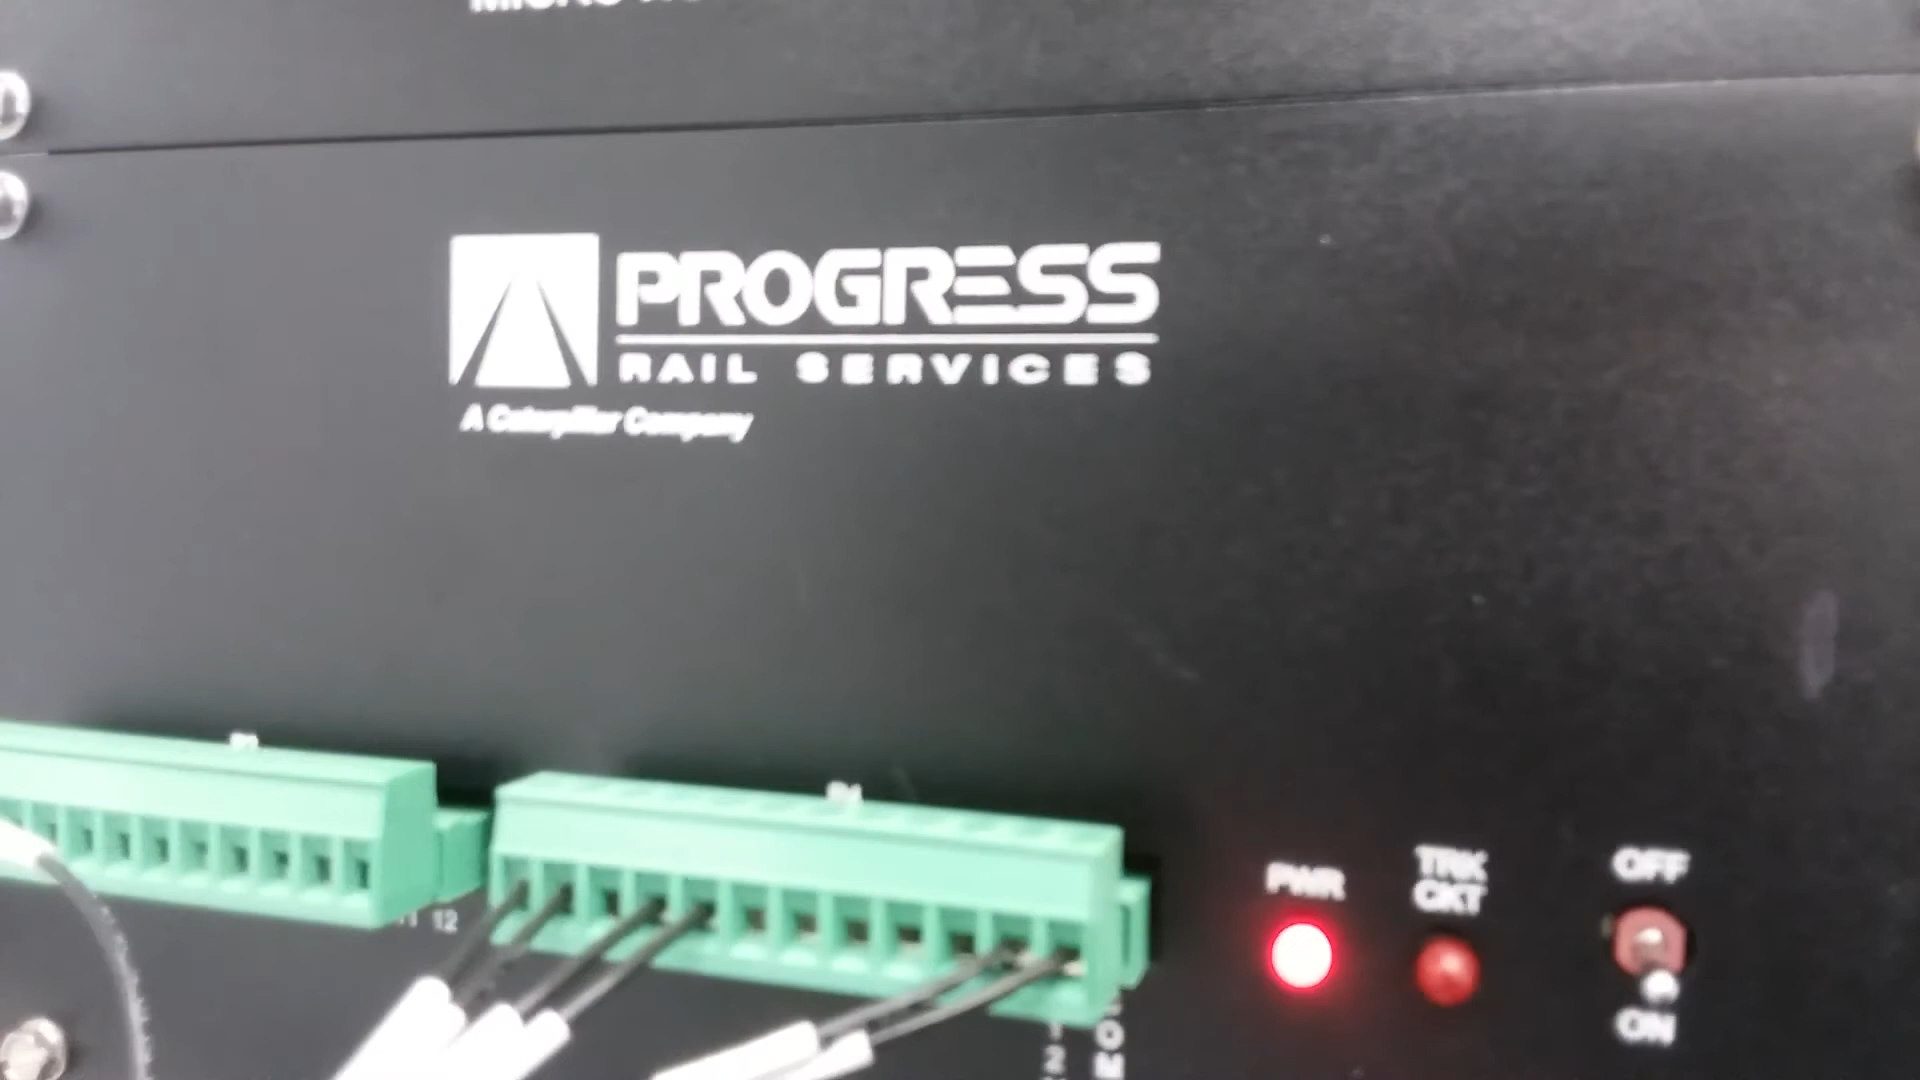 PROGRESS
RAIL SERVICES
A Caterpillar Company
12
PWR
TRK
CKT
OFF
ON